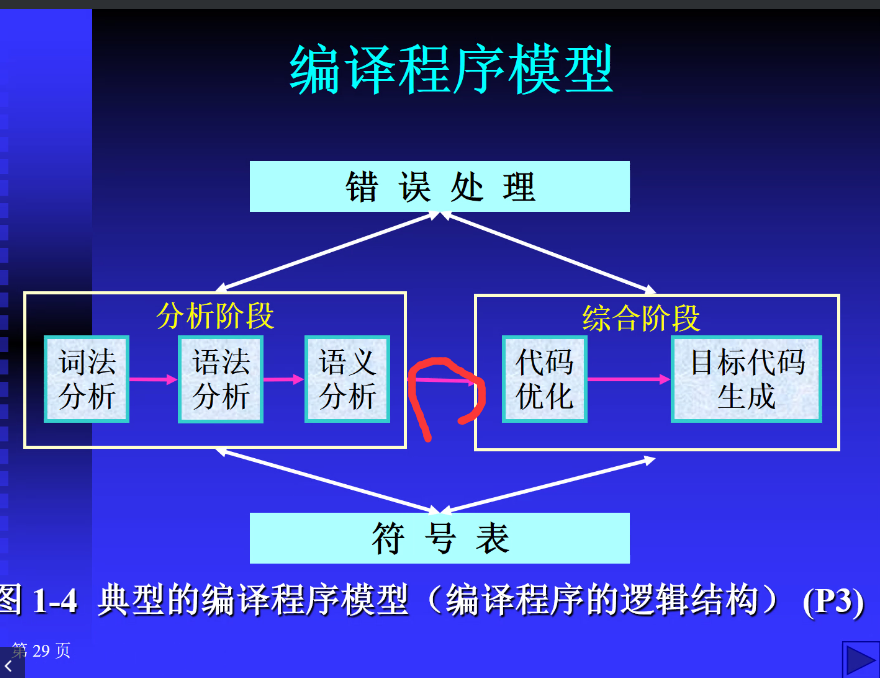 编译程序模型
错 误 处 理
分析阶段
词法
分析
语法
分析
语义
分析
综合阶段
代码
优化
目标代码
生成
符 号 表
图 1-4 典型的编译程序模型（编译程序的逻辑结构） (P3)
第 29 页